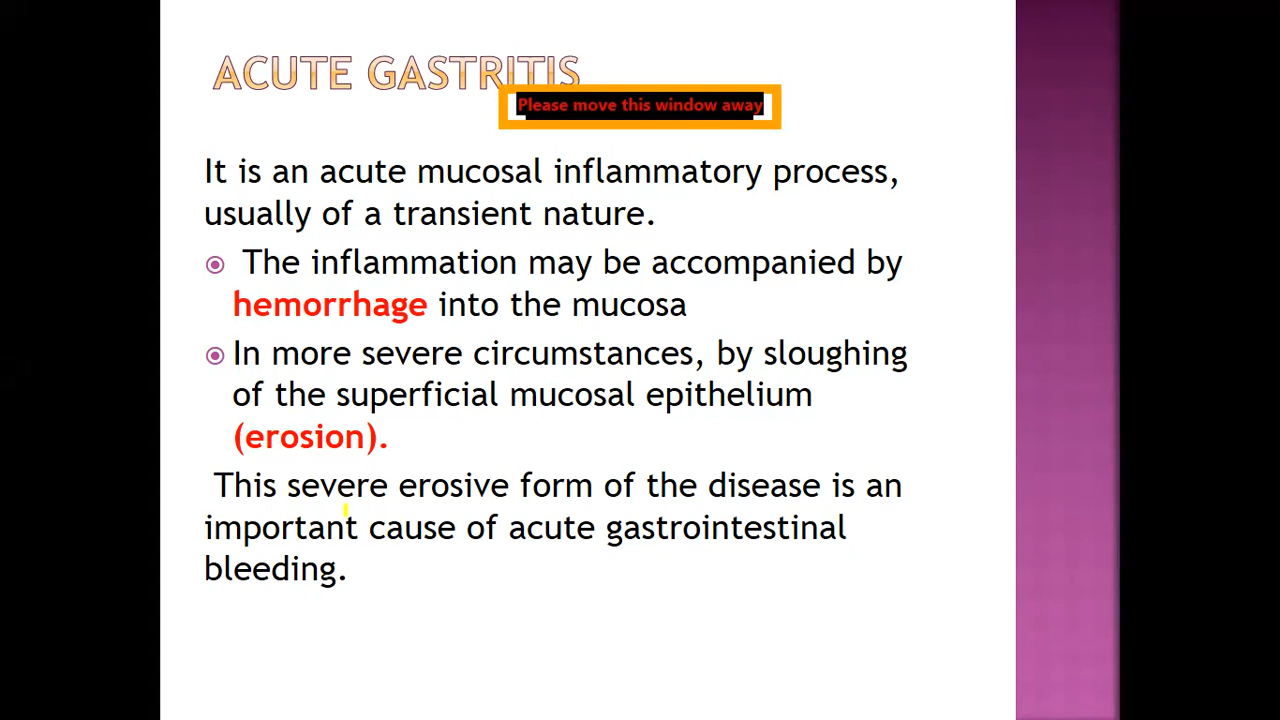 ACUTE GASTRITIS
Please move this window away
It is an acute mucosal inflammatory process,
usually of a transient nature.
The inflammation may be accompanied by
hemorrhage into the mucosa
In more severe circumstances, by sloughing
of the superficial mucosal epithelium
(erosion).
This severe erosive form of the disease is an
important cause of acute gastrointestinal
bleeding.